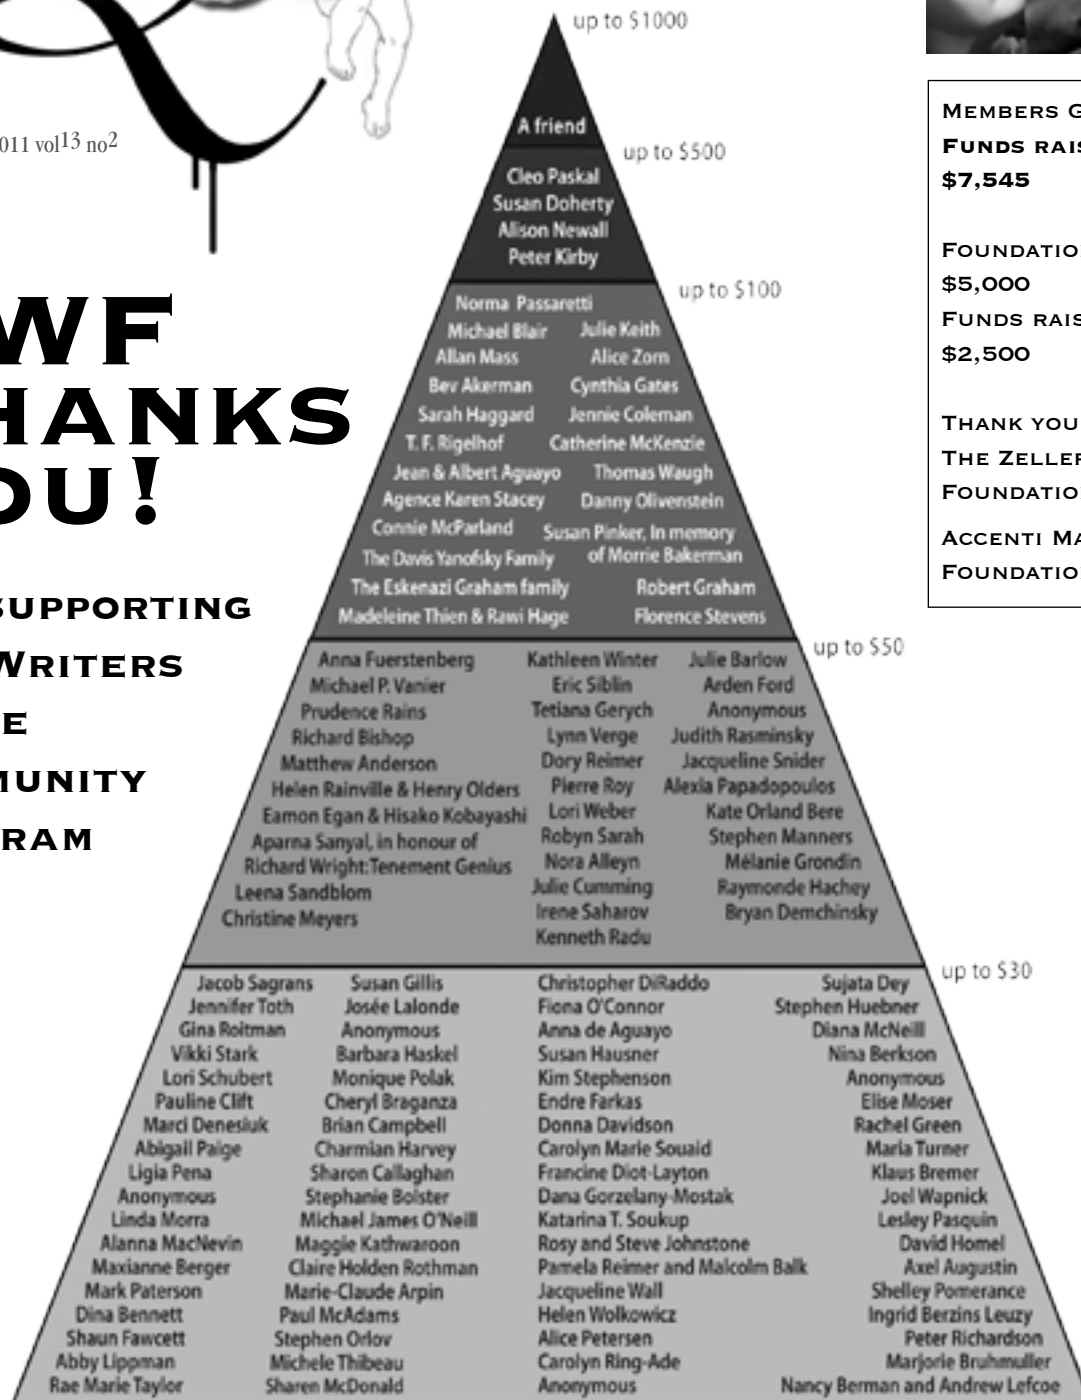 011 vol13 no2
WF
HANKS
OU!
SUPPORTING
WRITERS
E
MUNITY
RAM
up to $1000
A friend
up to $500
Cleo Paskal
Susan Doherty
Alison Newall
Peter Kirby
up to $100
Norma Passaretti
Michael Blair Julie Keith
Allan Mass Alice Zorn
Bev Akerman Cynthia Gates
Sarah Haggard Jennie Coleman
T. F. Rigelhof Catherine McKenzie
Jean & Albert Aguayo Thomas Waugh
Agence Karen Stacey Danny Olivenstein
Connie McParland Susan Pinker, In memory
The Davis Yanofsky Family of Morrie Bakerman
The Eskenazi Graham family Robert Graham
Madeleine Thien & Rawi Hage Florence Stevens
up to $50
Anna Fuerstenberg
Michael P. Vanier
Prudence Rains
Richard Bishop
Matthew Anderson
Helen Rainville & Henry Olders
Eamon Egan & Hisako Kobayashi
Aparna Sanyal, in honour of
Richard Wright:Tenement Genius
Leena Sandblom
Christine Meyers
Kathleen Winter
Eric Siblin
Tetiana Gerych
Lynn Verge
Dory Reimer
Pierre Roy
Lori Weber
Robyn Sarah
Nora Alleyn
Julie Cumming
Irene Saharov
Kenneth Radu
Julie Barlow
Arden Ford
Anonymous
Judith Rasminsky
Jacqueline Snider
Alexia Papadopoulos
Kate Orland Bere
Stephen Manners
Mélanie Grondin
Raymonde Hachey
Bryan Demchinsky
up to $30
Jacob Sagrans
Jennifer Toth
Gina Roitman
Vikki Stark
Lori Schubert
Pauline Clift
Marci Denesiuk
Abigail Paige
Ligia Pena
Anonymous
Linda Morra
Alanna MacNevin
Maxianne Berger
Mark Paterson
Dina Bennett
Shaun Fawcett
Abby Lippman
Rae Marie Taylor
Susan Gillis
Josée Lalonde
Anonymous
Barbara Haskel
Monique Polak
Cheryl Braganza
Brian Campbell
Charmian Harvey
Sharon Callaghan
Stephanie Bolster
Michael James O'Neill
Maggie Kathwaroon
Claire Holden Rothman
Marie-Claude Arpin
Paul McAdams
Stephen Orlov
Michele Thibeau
Sharen McDonald
Christopher DiRaddo
Fiona O'Connor
Anna de Aguayo
Susan Hausner
Kim Stephenson
Endre Farkas
Donna Davidson
Carolyn Marie Souaid
Francine Diot-Layton
Dana Gorzelany-Mostak
Katarina T. Soukup
Rosy and Steve Johnstone
Pamela Reimer and Malcolm Balk
Jacqueline Wall
Helen Wolkowicz
Alice Petersen
Carolyn Ring-Ade
Anonymous
Sujata Dey
Stephen Huebner
Diana McNeill
Nina Berkson
Anonymous
Elise Moser
Rachel Green
Maria Turner
Klaus Bremer
Joel Wapnick
Lesley Pasquin
David Homel
Axel Augustin
Shelley Pomerance
Ingrid Berzins Leuzy
Peter Richardson
Marjorie Bruhmuller
Nancy Berman and Andrew Lefcoe
MEMBERS G
FUNDS RAIS
$7,545
FOUNDATIO
$5,000
FUNDS RAIS
$2,500
THANK YOU
THE ZELLER
FOUNDATIO
ACCENTI MA
FOUNDATIO